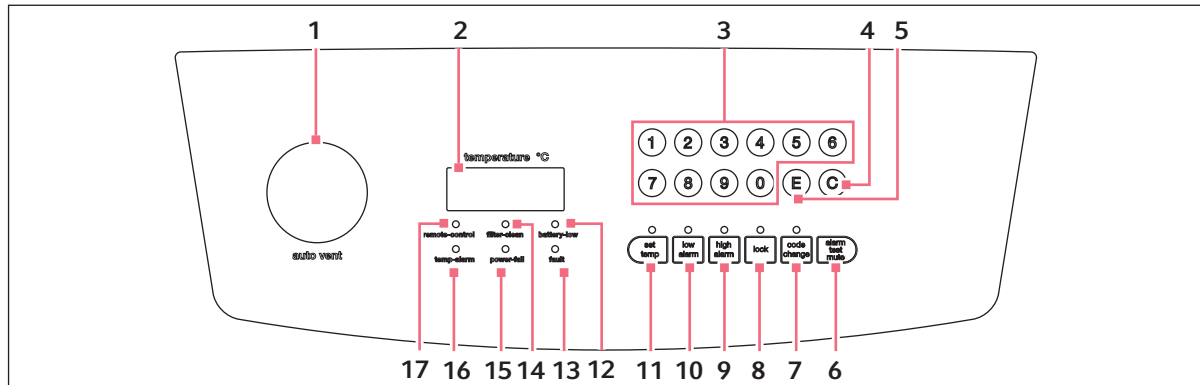 1 2 3 4 5
temperature °C
1 2 3 4 5 6
7 8 9 0 E C
remote-control filter-clean battery-low
temp-alarm power-fail fault
auto vent
set temp
low alarm
high alarm
lock
code change
alarm test mute
17 16 15 14 13 12 11 10 9 8 7 6